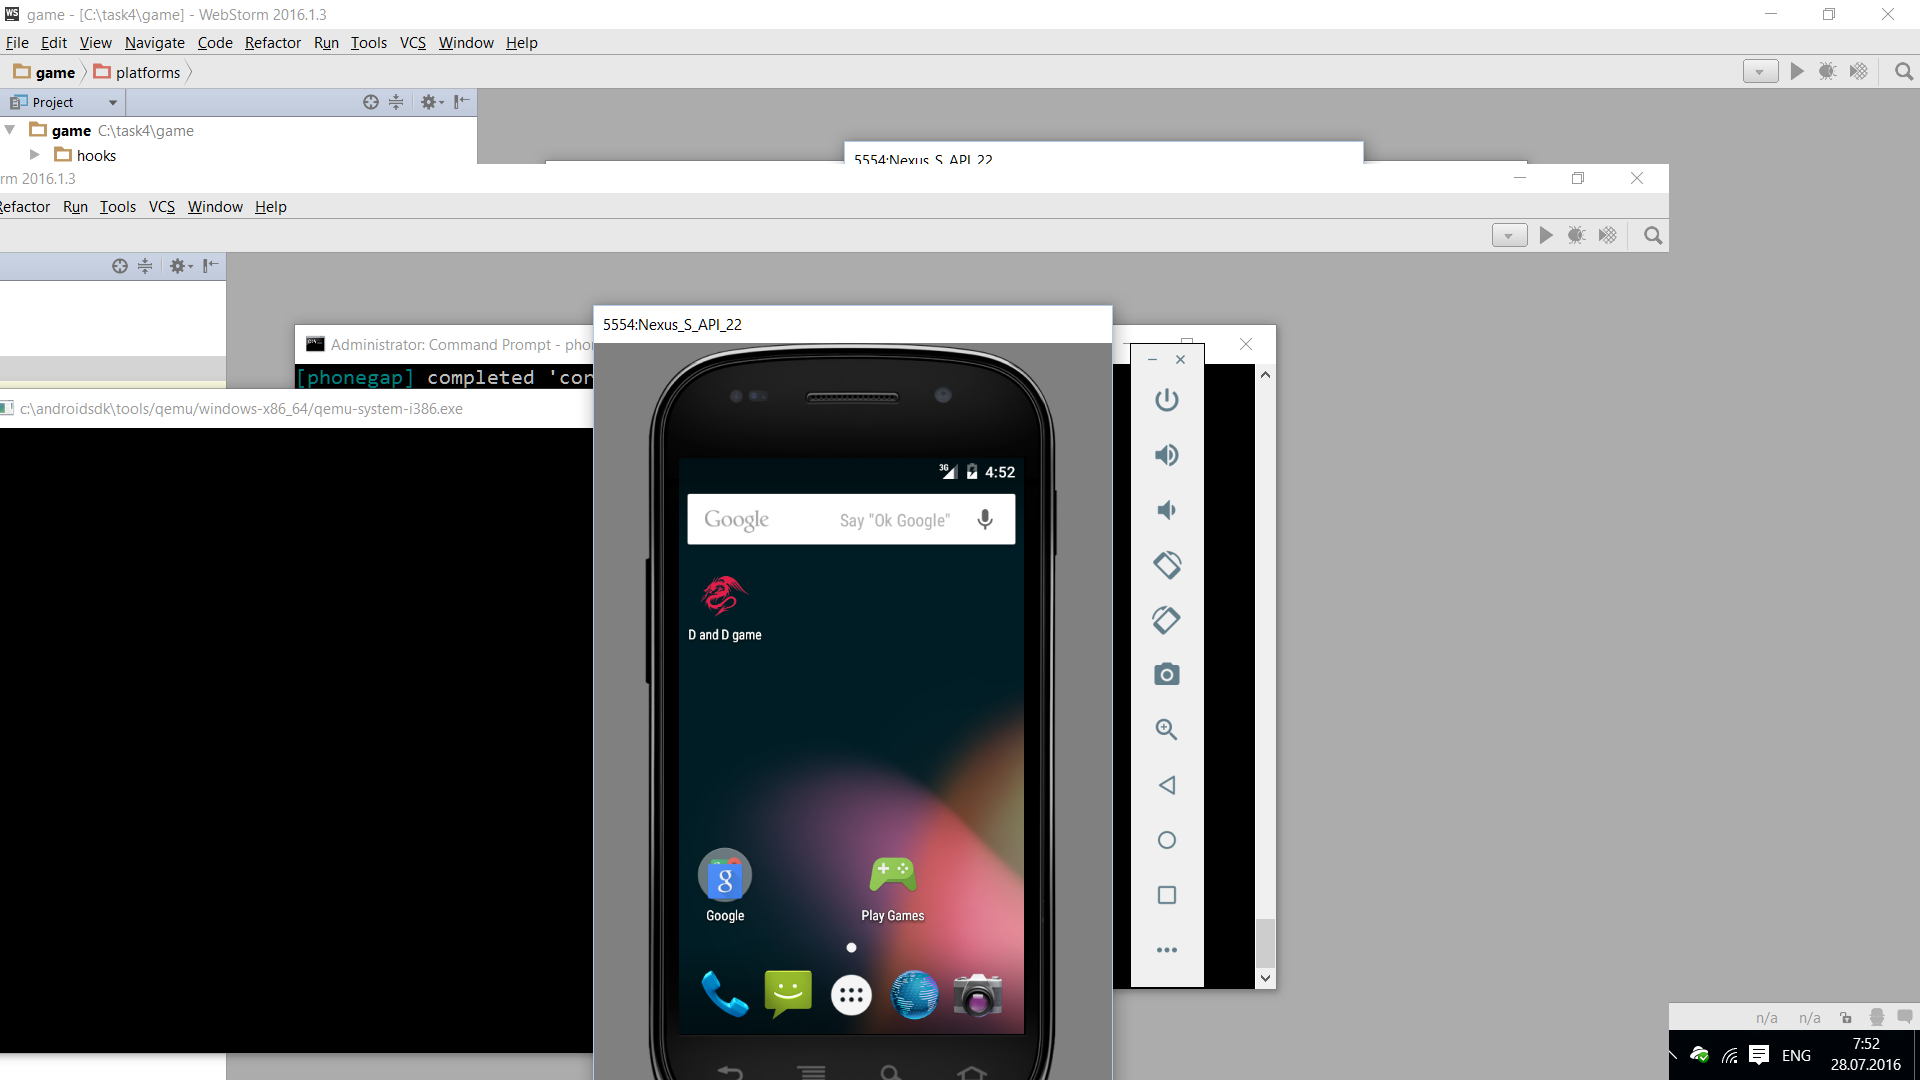 game - [C:\task4\game] - WebStorm 2016.1.3
File Edit View Navigate Code Refactor Run Tools VCS Window Help
game platforms
Project
game C:\task4\game
hooks
5554:Nexus_S_API_22
rm 2016.1.3
Refactor Run Tools VCS Window Help
5554:Nexus_S_API_22
Administrator: Command Prompt - pho
[phonegap] completed 'cor
c:\androidsdk\tools/qemu/windows-x86_64/qemu-system-i386.exe
3G 4:52
Google Say "Ok Google"
D and D game
Google Play Games
n/a n/a
ENG
7:52
28.07.2016